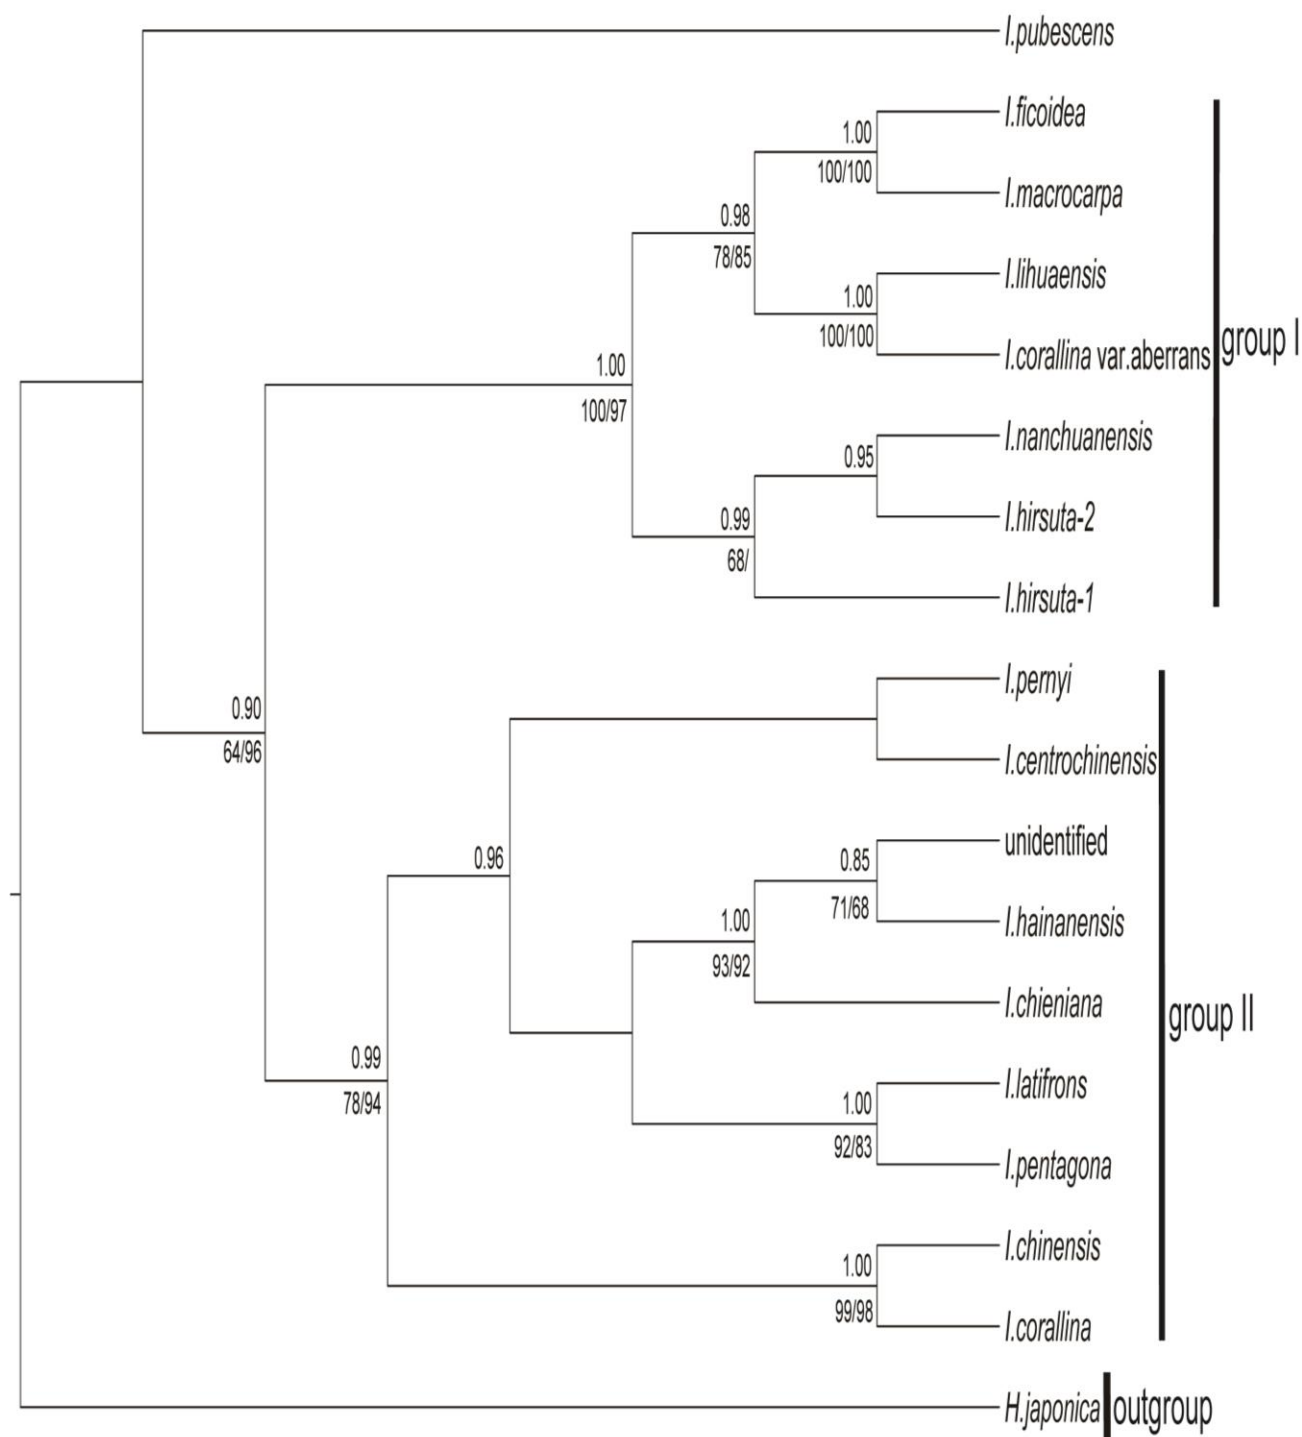 I.pubescens
I.ficoidea
1.00
100/100
I.macrocarpa
0.98
78/85
I.lihuaensis
1.00
100/100
I.corallina var.aberrans
group I
1.00
100/97
I.nanchuanensis
0.95
I.hirsuta-2
0.99
68/
I.hirsuta-1
I.pernyi
0.90
64/96
I.centrochinensis
unidentified
0.85
0.96
71/68
I.hainanensis
1.00
93/92
I.chieniana
group II
0.99
78/94
I.latifrons
1.00
92/83
I.pentagona
I.chinensis
1.00
99/98
I.corallina
H.japonica
outgroup